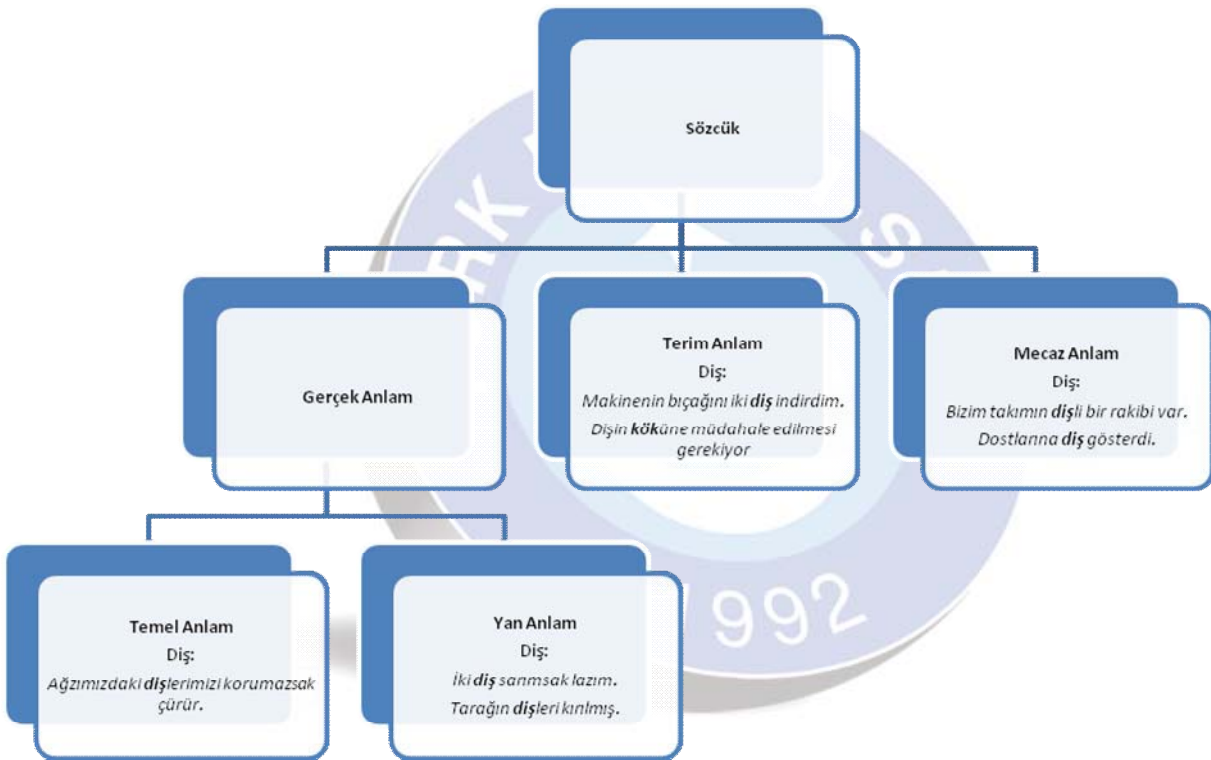 Sözcük
Gerçek Anlam
Terim Anlam
Diş:
Makinenin bıçağını iki diş indirdim.
Dişin köküne müdahale edilmesi
gerekiyor
Mecaz Anlam
Diş:
Bizim takımın dişli bir rakibi var.
Dostlarına diş gösterdi.
Temel Anlam
Diş:
Ağzımızdaki dişlerimizi korumazsak
çürür.
Yan Anlam
Diş:
İki diş sarımsak lazım.
Tarağın dişleri kırılmış.
1992